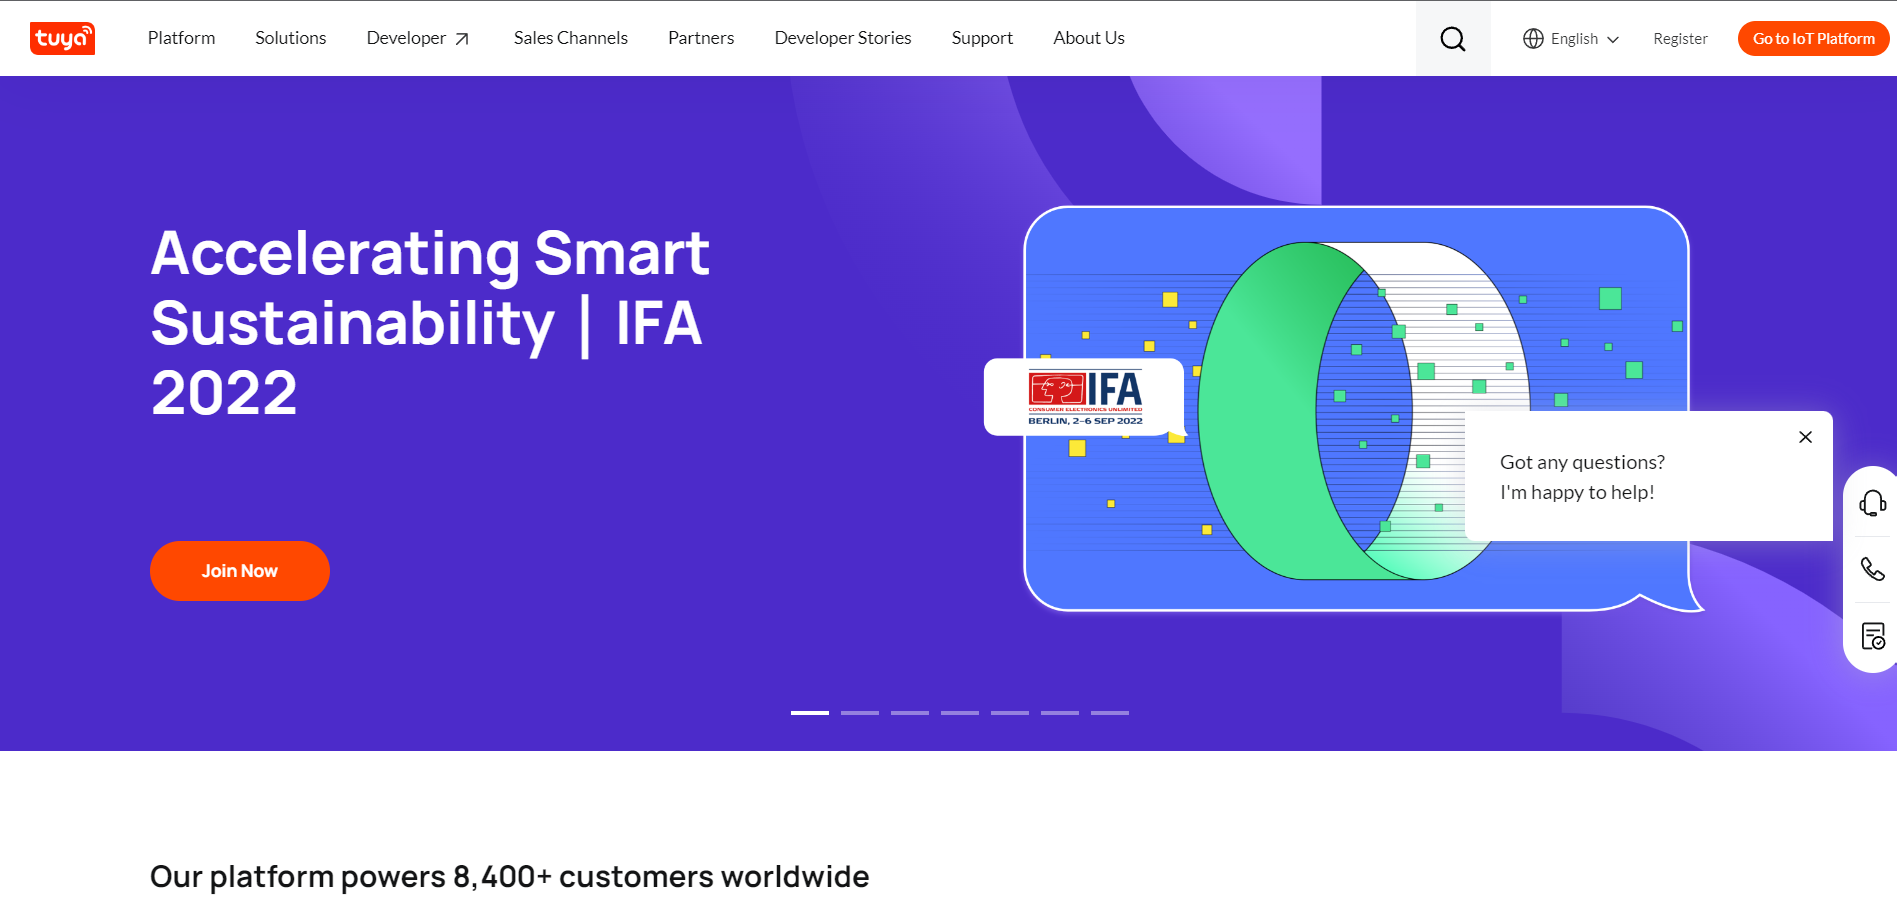 tuya
Platform
Solutions
Developer
Sales Channels
Partners
Developer Stories
Support
About Us
English
Register
Go to IoT Platform
Accelerating Smart
Sustainability | IFA
2022
Join Now
IFA
CONSUMER ELECTRONICS UNLIMITED
BERLIN, 2–6 SEP 2022
Got any questions?
I'm happy to help!
Our platform powers 8,400+ customers worldwide